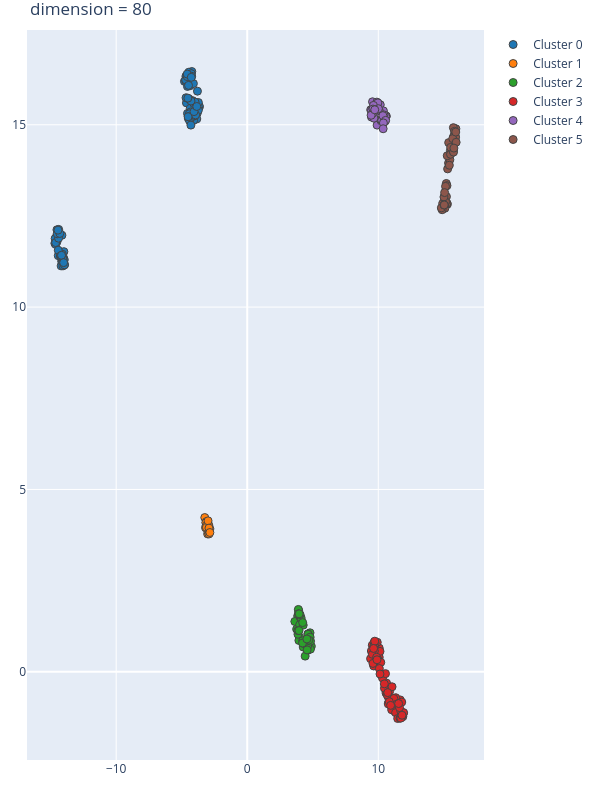 dimension = 80
Cluster 0
Cluster 1
Cluster 2
Cluster 3
Cluster 4
Cluster 5
15
10
5
0
−10
0
10